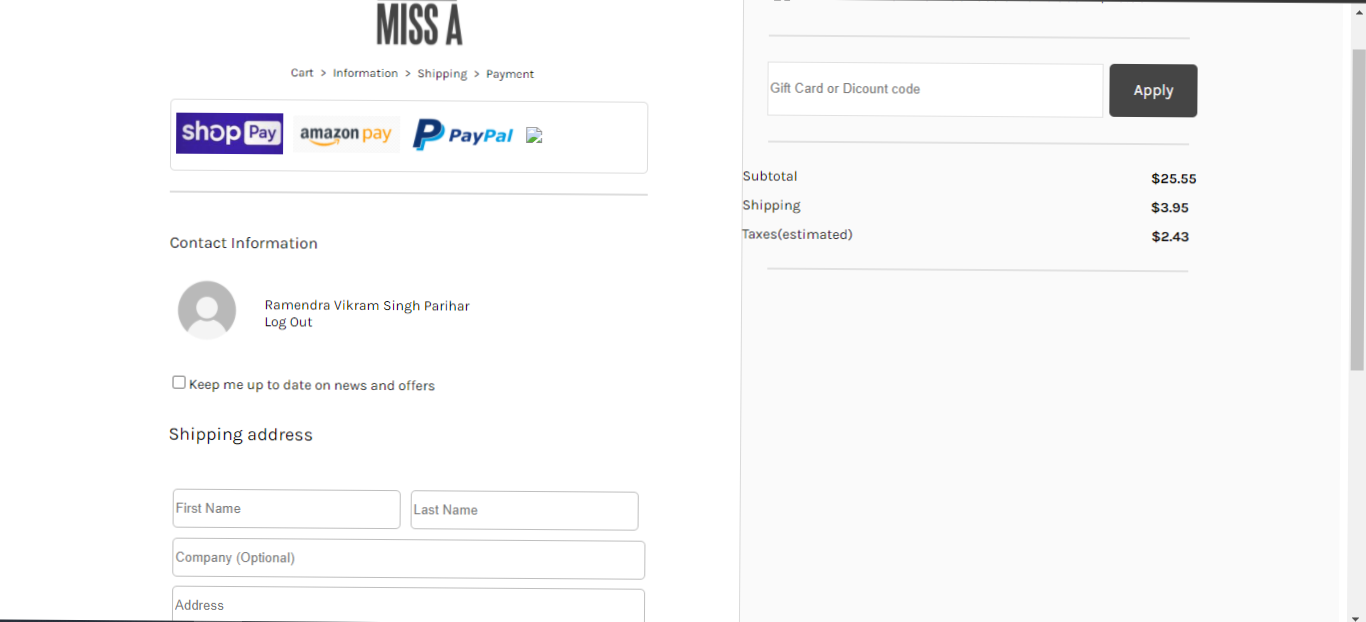 MISS A
Cart > Information > Shipping > Payment
shop Pay
amazon pay
PayPal
Contact Information
Ramendra Vikram Singh Parihar
Log Out
Keep me up to date on news and offers
Shipping address
First Name
Last Name
Company (Optional)
Address
Gift Card or Dicount code
Apply
Subtotal $25.55
Shipping $3.95
Taxes(estimated) $2.43